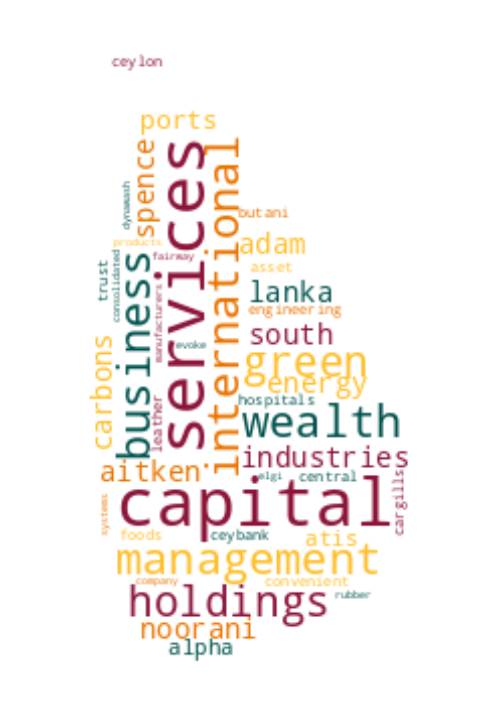 ceylon
ports
spence
services
international
dynawash
butani
adam
products
fairway
business
trust
consolidated
asset
lanka
manufacturers
engineering
south
carbons
revoke
green
energy
leather
hospitals
wealth
industries
aitken
elgi
central
cargills
capital
systems
foods
ceybank
atis
management
company
convenient
holdings
rubber
noorani
alpha